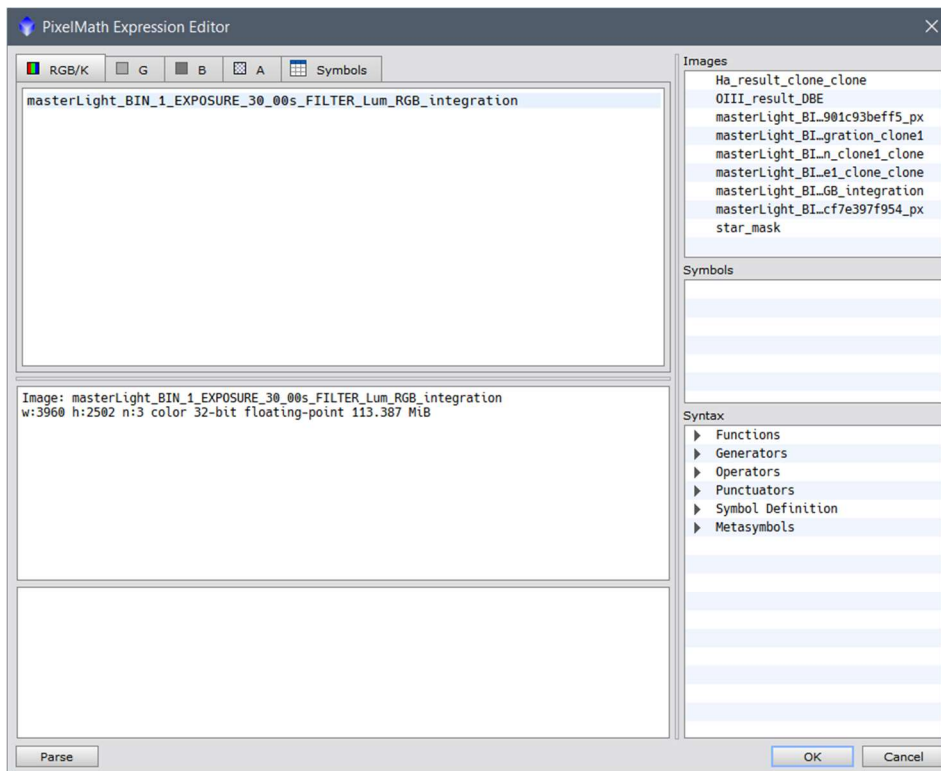 PixelMath Expression Editor
RGB/K G B A Symbols
masterLight_BIN_1_EXPOSURE_30_00s_FILTER_Lum_RGB_integration
Image: masterLight_BIN_1_EXPOSURE_30_00s_FILTER_Lum_RGB_integration
w:3960 h:2502 n:3 color 32-bit floating-point 113.387 MiB
Parse
Images
Ha_result_clone_clone
OIII_result_DBE
masterLight_BI…901c93beff5_px
masterLight_BI…gration_clone1
masterLight_BI…n_clone1_clone
masterLight_BI…e1_clone_clone
masterLight_BI…GB_integration
masterLight_BI…cf7e397f954_px
star_mask
Symbols
Syntax
Functions
Generators
Operators
Punctuators
Symbol Definition
Metasymbols
OK Cancel